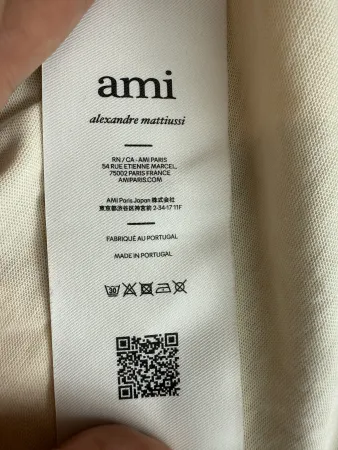 ami
alexandre mattiussi
RN / CA - AMI PARIS
54 RUE ETIENNE MARCEL,
75002 PARIS FRANCE
AMIPARIS.COM
AMI Paris Japan 株式会社
東京都渋谷区神宮前 2-34-17 11F
FABRIQUÉ AU PORTUGAL
MADE IN PORTUGAL
30